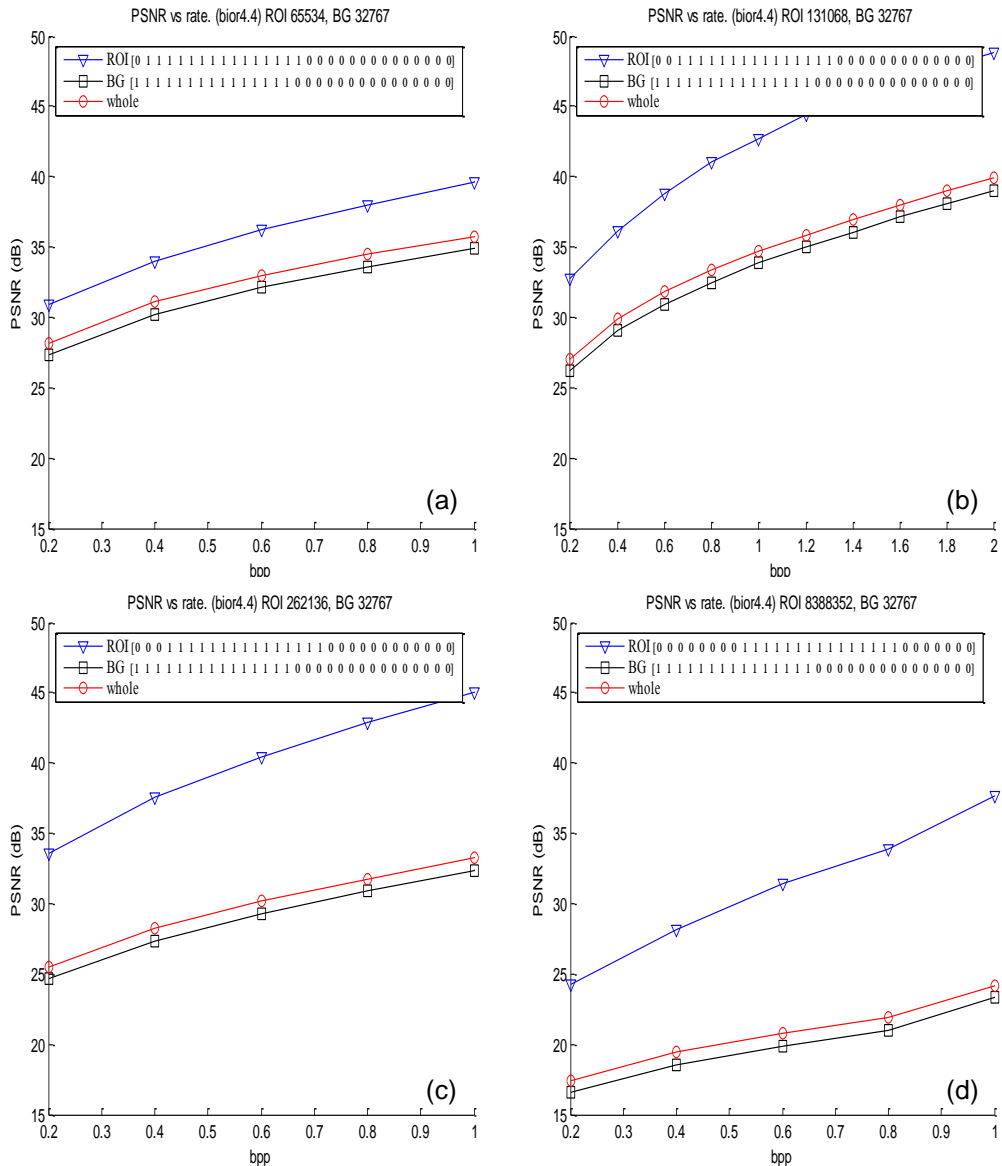 PSNR vs rate. (bior4.4) ROI 65534, BG 32767
50
45
40
35
30
25
20
15
PSNR (dB)
ROI [0 1 1 1 1 1 1 1 1 1 1 1 1 1 1 1 0 0 0 0 0 0 0 0 0 0 0 0 0 0]
BG [1 1 1 1 1 1 1 1 1 1 1 1 1 1 1 0 0 0 0 0 0 0 0 0 0 0 0 0 0 0]
whole
(a)
0.2 0.3 0.4 0.5 0.6 0.7 0.8 0.9 1
bpp
PSNR vs rate. (bior4.4) ROI 131068, BG 32767
50
45
40
35
30
25
20
15
PSNR (dB)
ROI [0 0 1 1 1 1 1 1 1 1 1 1 1 1 1 1 1 0 0 0 0 0 0 0 0 0 0 0 0 0]
BG [1 1 1 1 1 1 1 1 1 1 1 1 1 1 1 0 0 0 0 0 0 0 0 0 0 0 0 0 0 0]
whole
(b)
0.2 0.4 0.6 0.8 1 1.2 1.4 1.6 1.8 2
bpp
PSNR vs rate. (bior4.4) ROI 262136, BG 32767
50
45
40
35
30
25
20
15
PSNR (dB)
ROI [0 0 0 1 1 1 1 1 1 1 1 1 1 1 1 1 1 1 0 0 0 0 0 0 0 0 0 0 0 0]
BG [1 1 1 1 1 1 1 1 1 1 1 1 1 1 1 0 0 0 0 0 0 0 0 0 0 0 0 0 0 0]
whole
(c)
0.2 0.3 0.4 0.5 0.6 0.7 0.8 0.9 1
bpp
PSNR vs rate. (bior4.4) ROI 8388352, BG 32767
50
45
40
35
30
25
20
15
PSNR (dB)
ROI [0 0 0 0 0 0 0 0 1 1 1 1 1 1 1 1 1 1 1 1 1 1 1 0 0 0 0 0 0 0]
BG [1 1 1 1 1 1 1 1 1 1 1 1 1 1 1 0 0 0 0 0 0 0 0 0 0 0 0 0 0 0]
whole
(d)
0.2 0.3 0.4 0.5 0.6 0.7 0.8 0.9 1
bpp